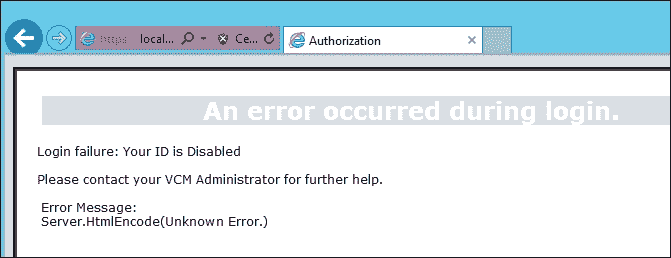 https local... Ce... Authorization
An error occurred during login.
Login failure: Your ID is Disabled
Please contact your VCM Administrator for further help.
Error Message:
Server.HtmlEncode(Unknown Error.)